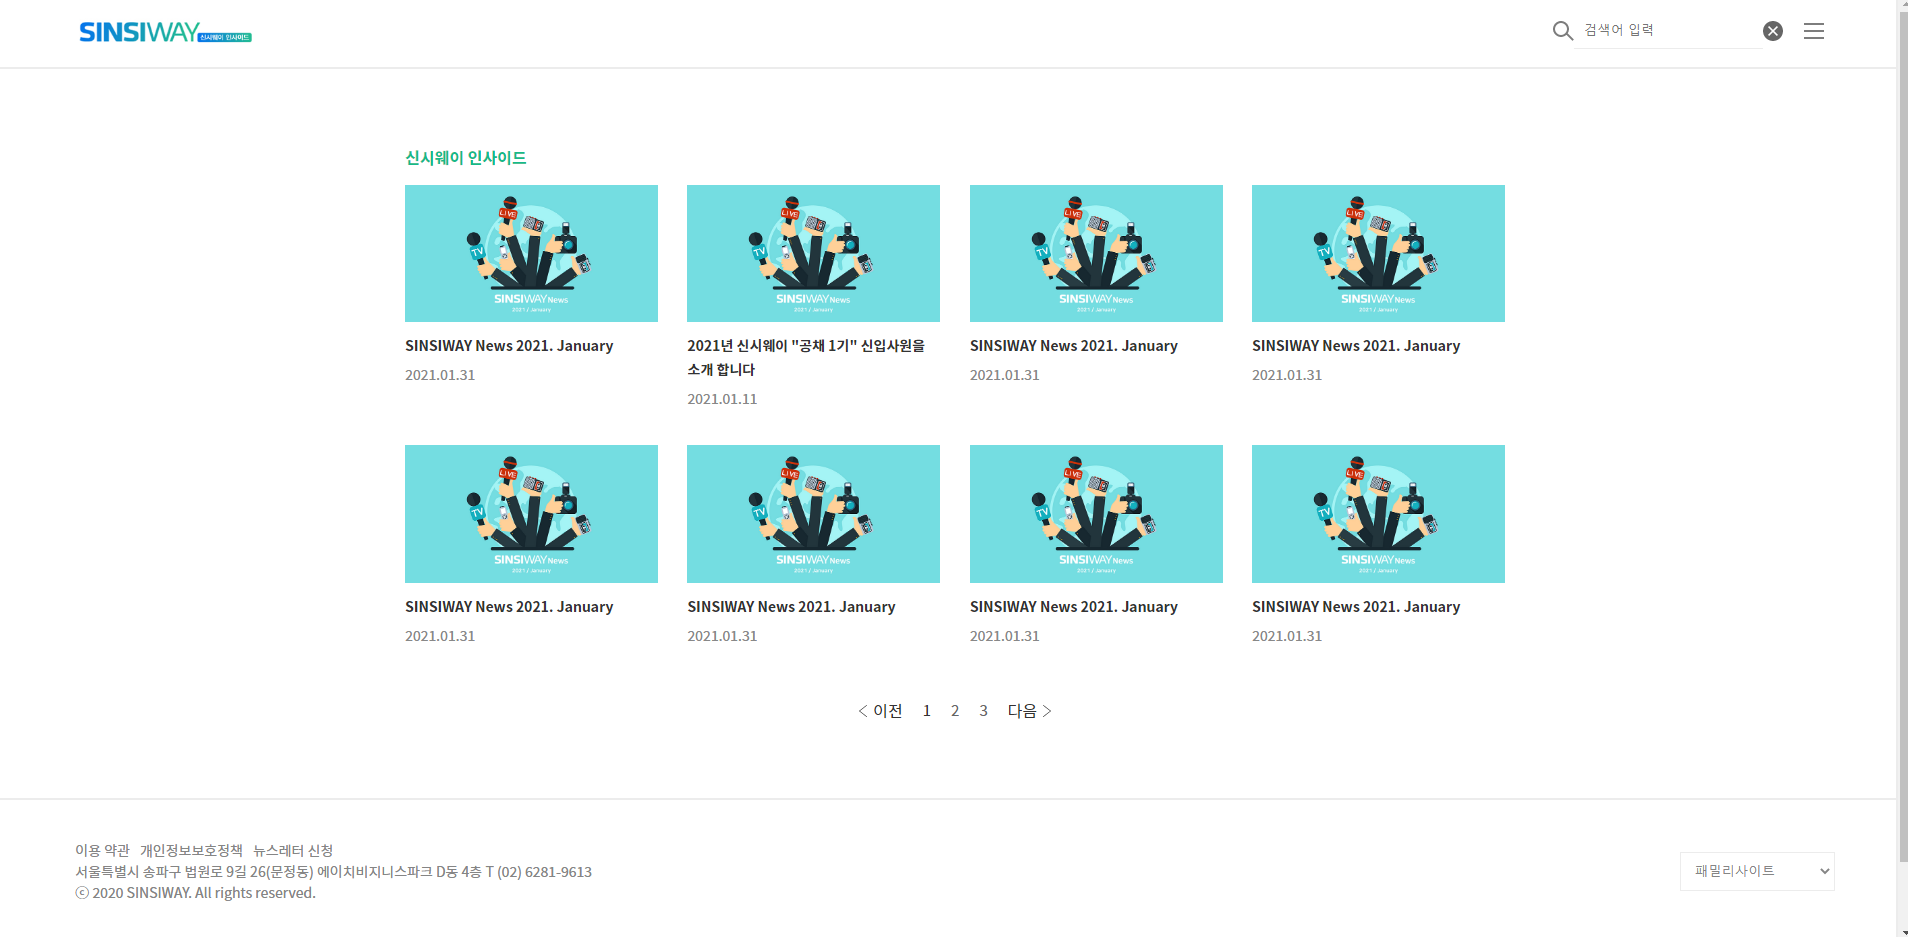 SINSIWAY 신시웨이 인사이드
검색어 입력
신시웨이 인사이드
LIVE
TV
SINSIWAY News
2021 / January
LIVE
TV
SINSIWAY News
2021 / January
LIVE
TV
SINSIWAY News
2021 / January
LIVE
TV
SINSIWAY News
2021 / January
SINSIWAY News 2021. January
2021.01.31
2021년 신시웨이 "공채 1기" 신입사원을
소개 합니다
2021.01.11
SINSIWAY News 2021. January
2021.01.31
SINSIWAY News 2021. January
2021.01.31
LIVE
TV
SINSIWAY News
2021 / January
LIVE
TV
SINSIWAY News
2021 / January
LIVE
TV
SINSIWAY News
2021 / January
LIVE
TV
SINSIWAY News
2021 / January
SINSIWAY News 2021. January
2021.01.31
SINSIWAY News 2021. January
2021.01.31
SINSIWAY News 2021. January
2021.01.31
SINSIWAY News 2021. January
2021.01.31
< 이전 1 2 3 다음 >
이용 약관 개인정보보호정책 뉴스레터 신청
서울특별시 송파구 법원로 9길 26(문정동) 에이치비지니스파크 D동 4층 T (02) 6281-9613
ⓒ 2020 SINSIWAY. All rights reserved.
패밀리사이트